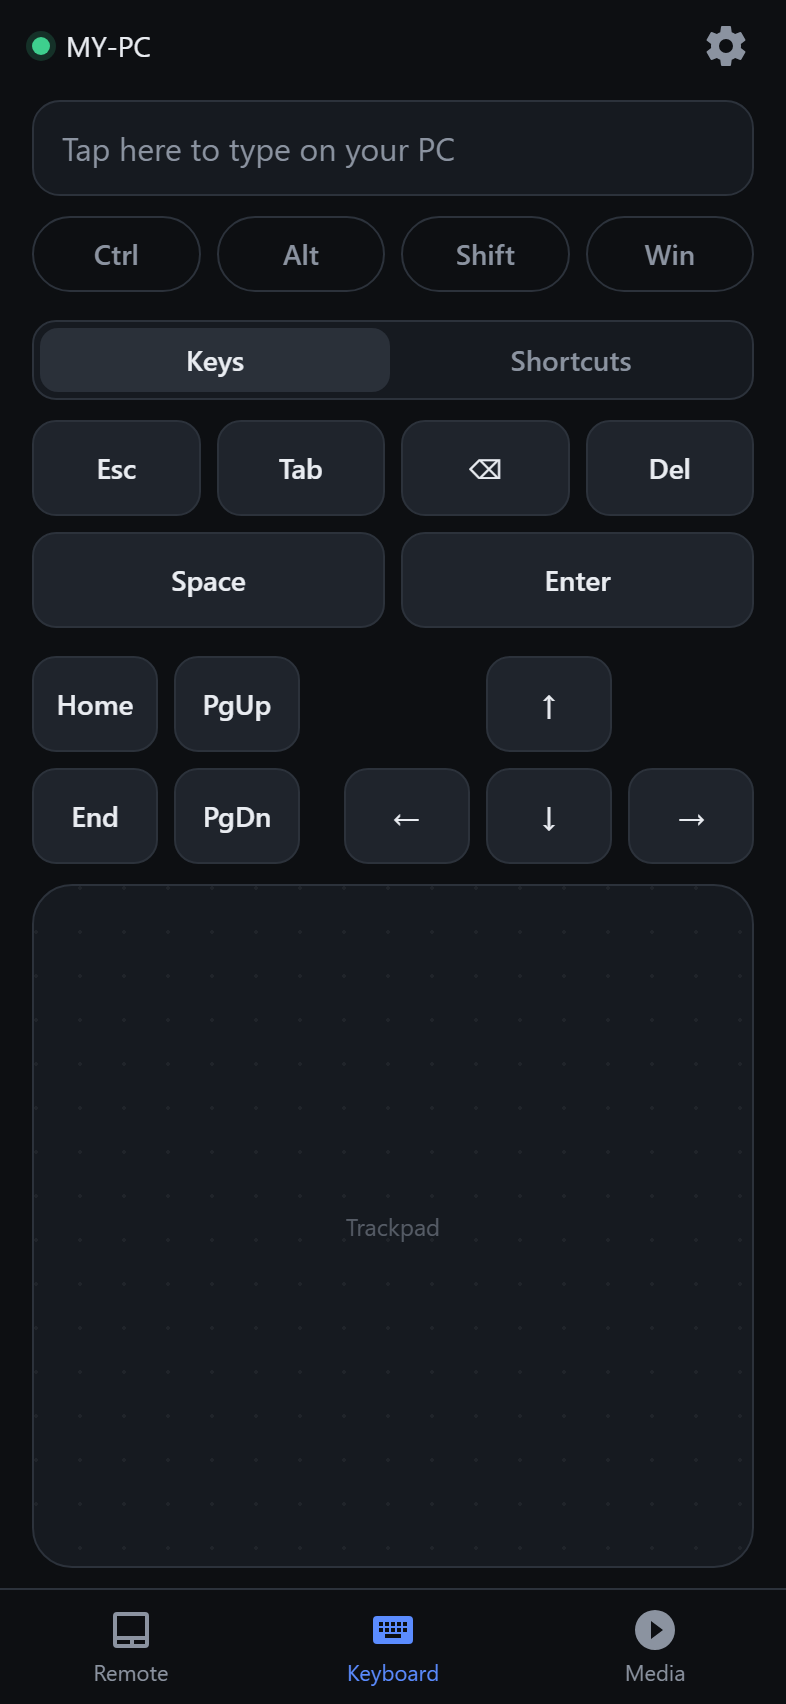 MY-PC
Tap here to type on your PC
Ctrl Alt Shift Win
Keys Shortcuts
Esc Tab ⌫ Del
Space Enter
Home PgUp ↑
End PgDn ← ↓ →
Trackpad
Remote Keyboard Media